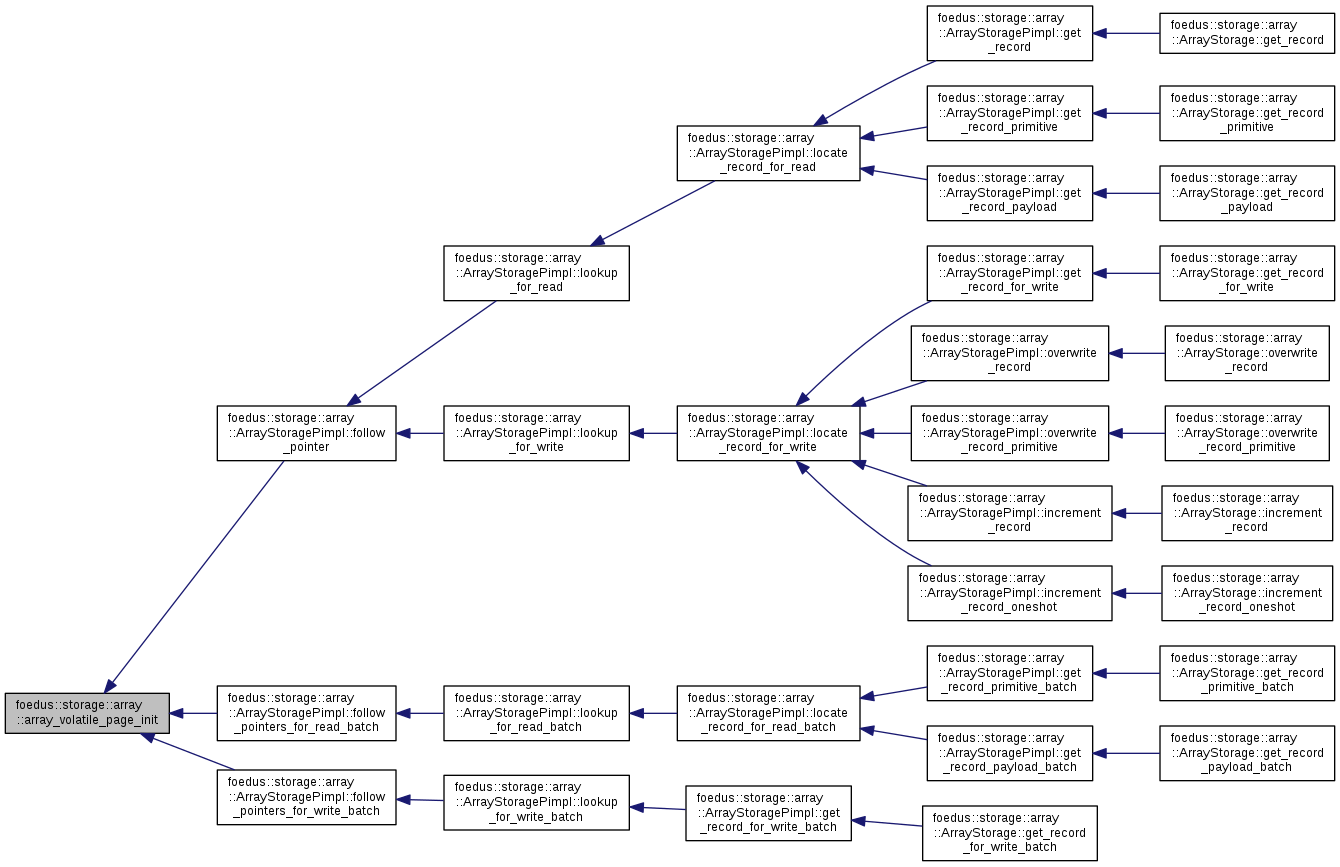 foedus::storage::array
::ArrayStoragePimpl::get
_record
foedus::storage::array
::ArrayStorage::get_record
foedus::storage::array
::ArrayStoragePimpl::get
_record_primitive
foedus::storage::array
::ArrayStorage::get_record
_primitive
foedus::storage::array
::ArrayStoragePimpl::locate
_record_for_read
foedus::storage::array
::ArrayStoragePimpl::get
_record_payload
foedus::storage::array
::ArrayStorage::get_record
_payload
foedus::storage::array
::ArrayStoragePimpl::lookup
_for_read
foedus::storage::array
::ArrayStoragePimpl::get
_record_for_write
foedus::storage::array
::ArrayStorage::get_record
_for_write
foedus::storage::array
::ArrayStoragePimpl::overwrite
_record
foedus::storage::array
::ArrayStorage::overwrite
_record
foedus::storage::array
::ArrayStoragePimpl::follow
_pointer
foedus::storage::array
::ArrayStoragePimpl::lookup
_for_write
foedus::storage::array
::ArrayStoragePimpl::locate
_record_for_write
foedus::storage::array
::ArrayStoragePimpl::overwrite
_record_primitive
foedus::storage::array
::ArrayStorage::overwrite
_record_primitive
foedus::storage::array
::ArrayStoragePimpl::increment
_record
foedus::storage::array
::ArrayStorage::increment
_record
foedus::storage::array
::ArrayStoragePimpl::increment
_record_oneshot
foedus::storage::array
::ArrayStorage::increment
_record_oneshot
foedus::storage::array
::ArrayStoragePimpl::get
_record_primitive_batch
foedus::storage::array
::ArrayStorage::get_record
_primitive_batch
foedus::storage::array
::array_volatile_page_init
foedus::storage::array
::ArrayStoragePimpl::follow
_pointers_for_read_batch
foedus::storage::array
::ArrayStoragePimpl::lookup
_for_read_batch
foedus::storage::array
::ArrayStoragePimpl::locate
_record_for_read_batch
foedus::storage::array
::ArrayStoragePimpl::get
_record_payload_batch
foedus::storage::array
::ArrayStorage::get_record
_payload_batch
foedus::storage::array
::ArrayStoragePimpl::follow
_pointers_for_write_batch
foedus::storage::array
::ArrayStoragePimpl::lookup
_for_write_batch
foedus::storage::array
::ArrayStoragePimpl::get
_record_for_write_batch
foedus::storage::array
::ArrayStorage::get_record
_for_write_batch